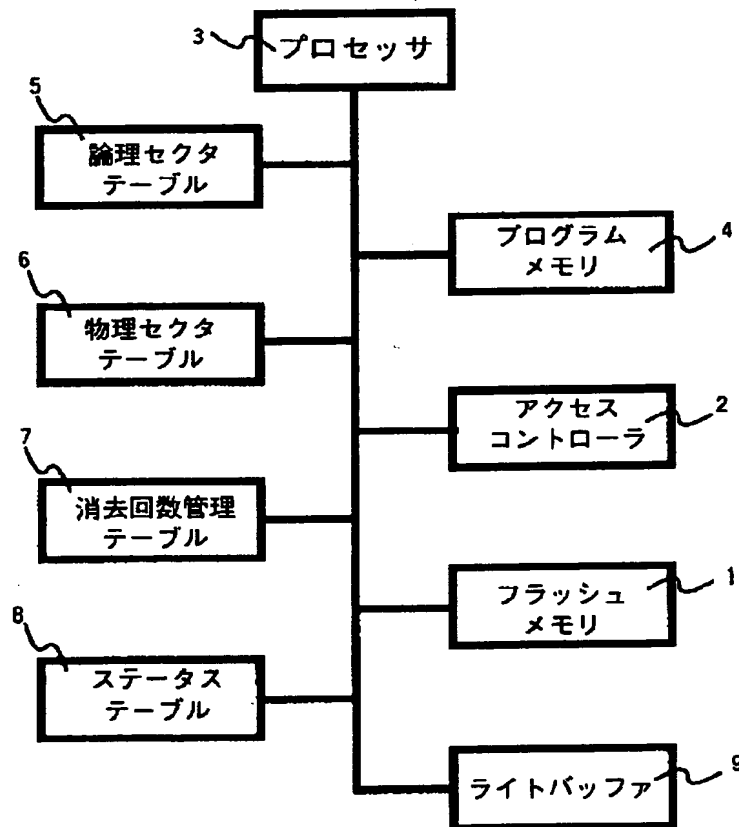 3
プロセッサ
5
論理セクタ
テーブル
4
プログラム
メモリ
6
物理セクタ
テーブル
2
アクセス
コントローラ
7
消去回数管理
テーブル
1
フラッシュ
メモリ
8
ステータス
テーブル
9
ライトバッファ